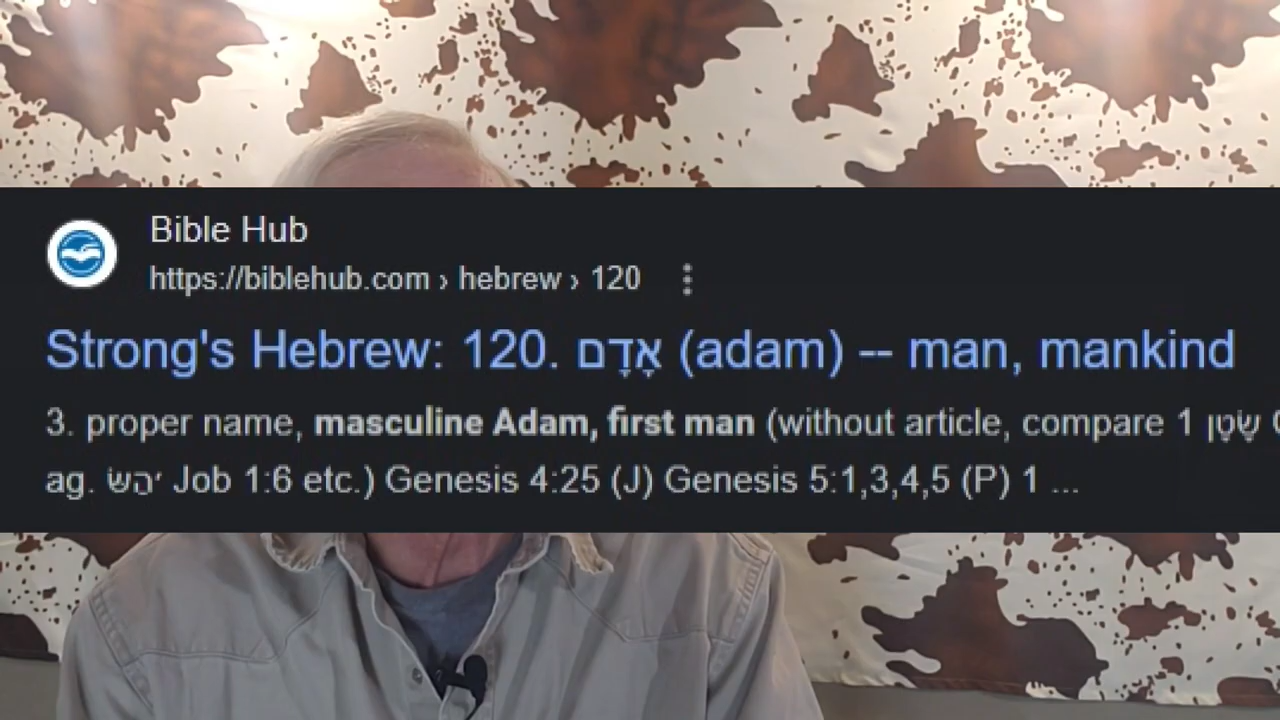 Bible Hub
https://biblehub.com › hebrew › 120
Strong's Hebrew: 120. אָדָם (adam) -- man, mankind
3. proper name, masculine Adam, first man (without article, compare 1 שָׂטָן
ag. Job 1:6 etc.) Genesis 4:25 (J) Genesis 5:1,3,4,5 (P) 1 ...